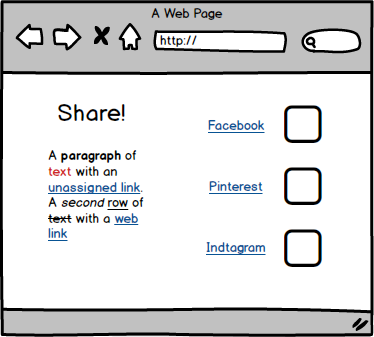 A Web Page
http://
Share!
A paragraph of
text with an
unassigned link.
A second row of
text with a web
link
Facebook
Pinterest
Indtagram